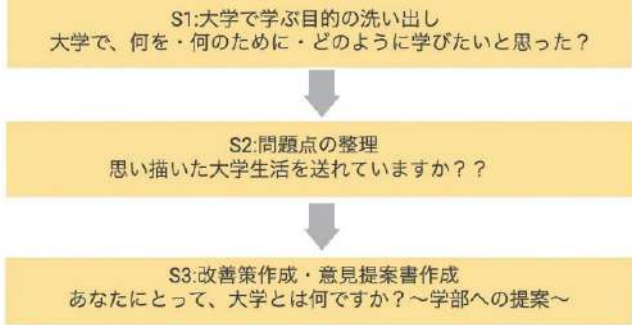 S1:大学で学ぶ目的の洗い出し
大学で、何を・何のために・どのように学びたいと思った？
S2:問題点の整理
思い描いた大学生活を送れていますか？？
S3:改善策作成・意見提案書作成
あなたにとって、大学とは何ですか？～学部への提案～